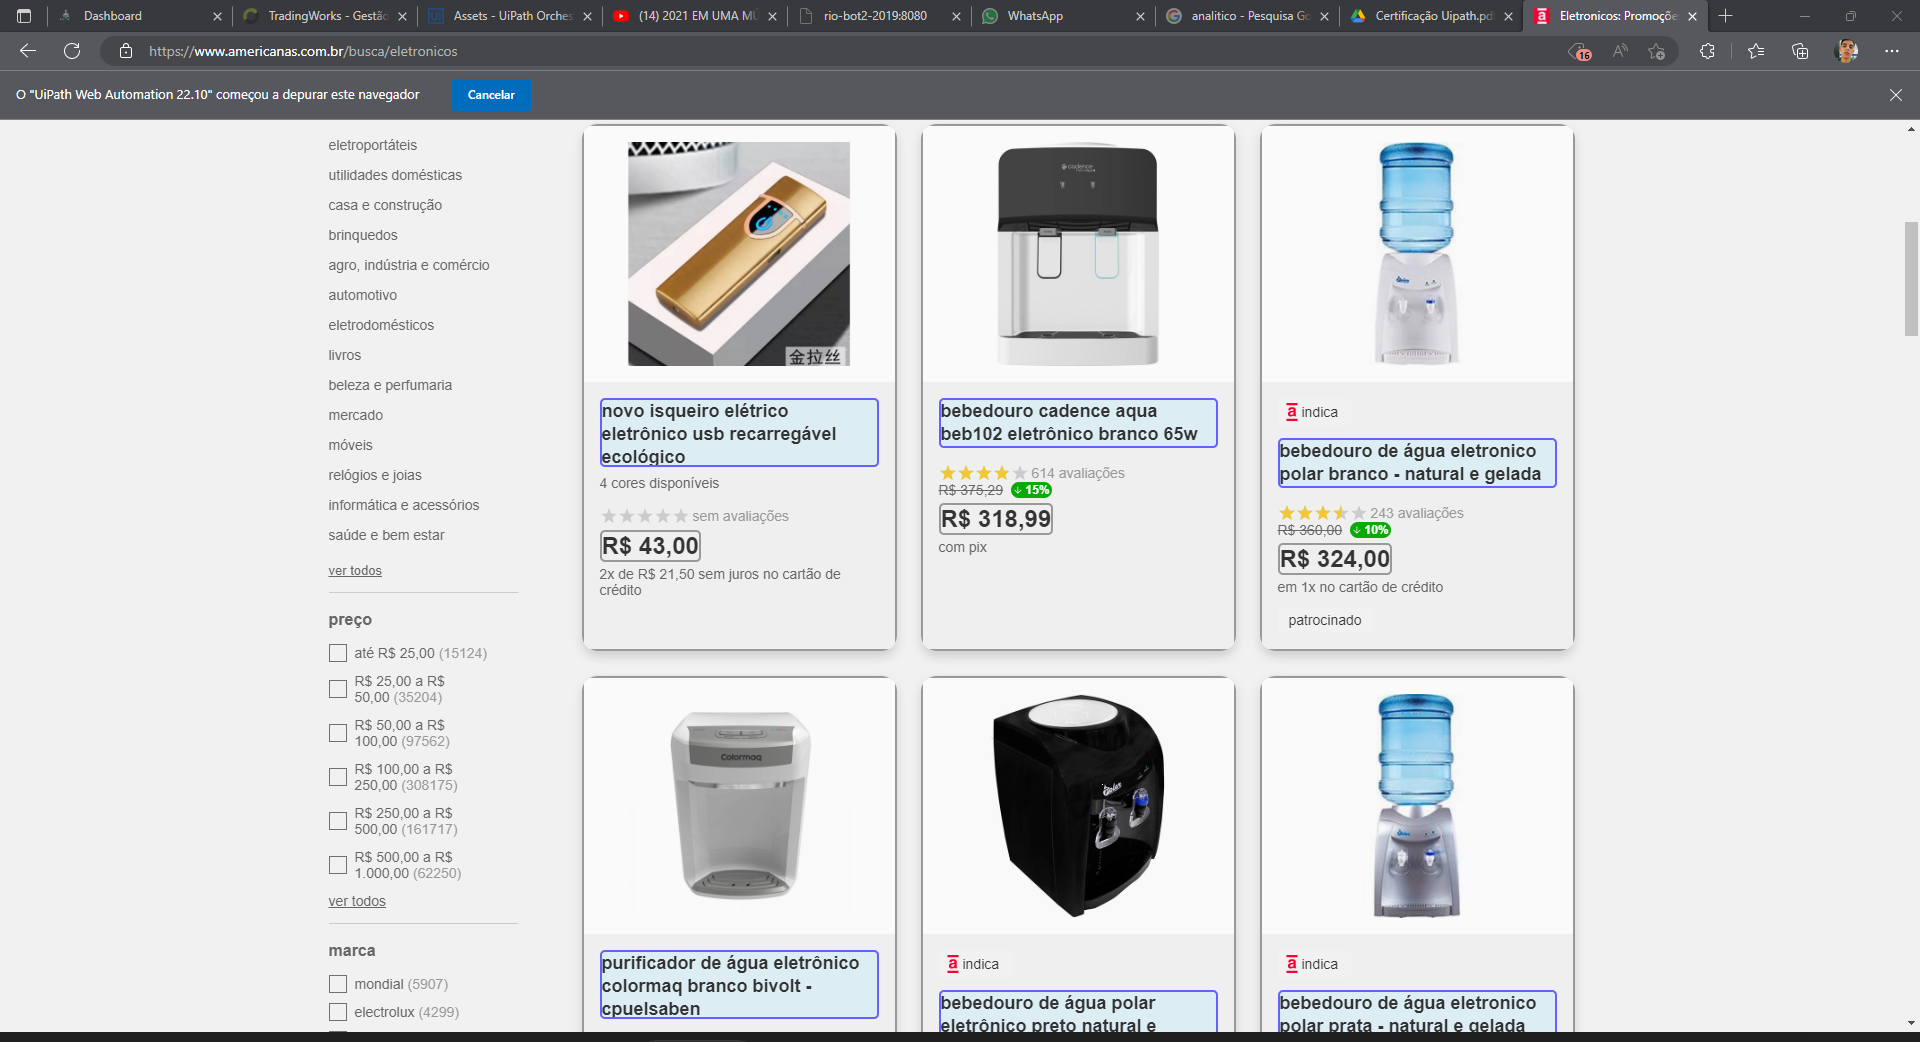 Dashboard
TradingWorks - Gestão
Assets - UiPath Orches
(14) 2021 EM UMA MÚ
rio-bot2-2019:8080
WhatsApp
analitico - Pesquisa Go
Certificação Uipath.pdf
Eletronicos: Promoçõe
https://www.americanas.com.br/busca/eletronicos
16
O "UiPath Web Automation 22.10" começou a depurar este navegador
Cancelar
eletroportáteis
utilidades domésticas
casa e construção
brinquedos
agro, indústria e comércio
automotivo
eletrodomésticos
livros
beleza e perfumaria
mercado
móveis
relógios e joias
informática e acessórios
saúde e bem estar
ver todos
preço
até R$ 25,00 (15124)
R$ 25,00 a R$
50,00 (35204)
R$ 50,00 a R$
100,00 (97562)
R$ 100,00 a R$
250,00 (308175)
R$ 250,00 a R$
500,00 (161717)
R$ 500,00 a R$
1.000,00 (62250)
ver todos
marca
mondial (5907)
electrolux (4299)
金拉丝
novo isqueiro elétrico
eletrônico usb recarregável
ecológico
4 cores disponíveis
sem avaliações
R$ 43,00
2x de R$ 21,50 sem juros no cartão de
crédito
cadence
bebedouro cadence aqua
beb102 eletrônico branco 65w
614 avaliações
R$ 375,29 15%
R$ 318,99
com pix
a indica
bebedouro de água eletronico
polar branco - natural e gelada
243 avaliações
R$ 360,00 10%
R$ 324,00
em 1x no cartão de crédito
patrocinado
Colormaq
purificador de água eletrônico
colormaq branco bivolt -
cpuelsaben
a indica
bebedouro de água polar
eletrônico preto natural e
a indica
bebedouro de água eletronico
polar prata - natural e gelada